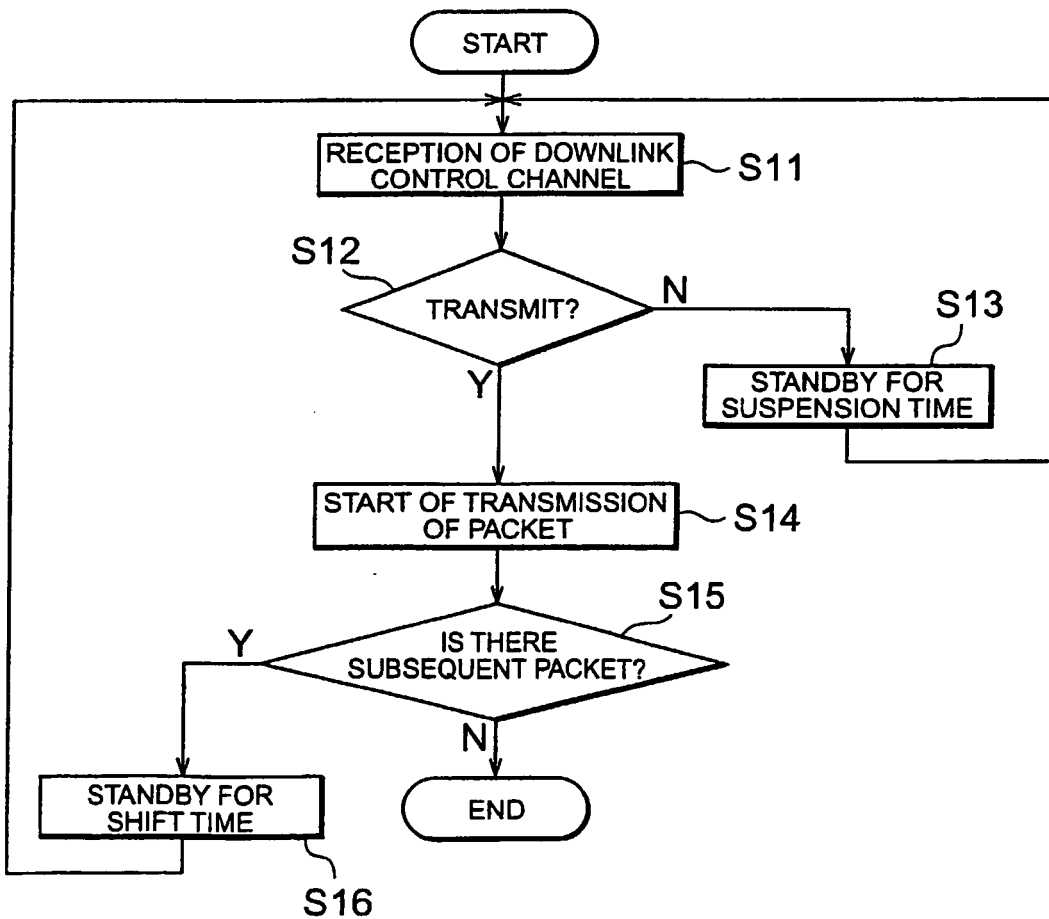 START
RECEPTION OF DOWNLINK
CONTROL CHANNEL
S11
S12
TRANSMIT?
N
S13
Y
STANDBY FOR
SUSPENSION TIME
START OF TRANSMISSION
OF PACKET
S14
S15
Y
IS THERE
SUBSEQUENT PACKET?
N
STANDBY FOR
SHIFT TIME
END
S16